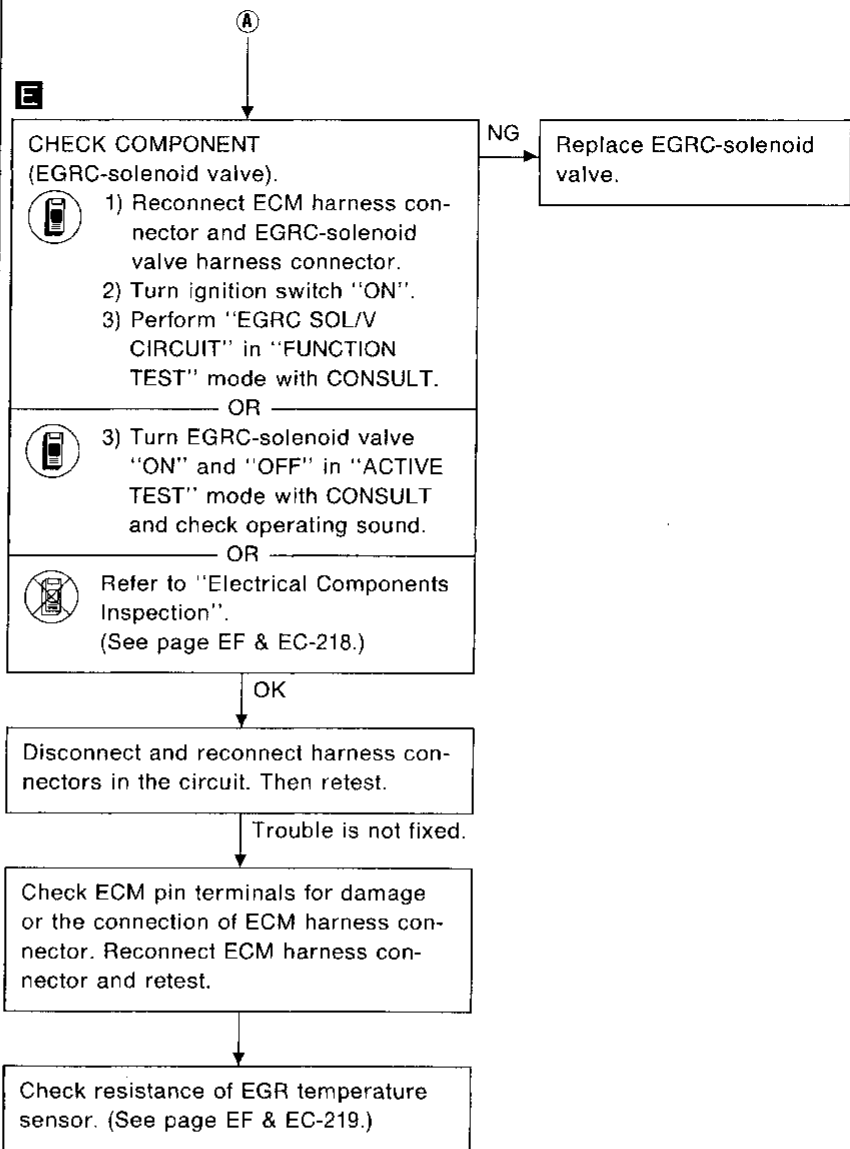 A
E
CHECK COMPONENT
(EGRC-solenoid valve).
1) Reconnect ECM harness con-
nector and EGRC-solenoid
valve harness connector.
2) Turn ignition switch "ON".
3) Perform "EGRC SOL/V
CIRCUIT" in "FUNCTION
TEST" mode with CONSULT.
OR
3) Turn EGRC-solenoid valve
"ON" and "OFF" in "ACTIVE
TEST" mode with CONSULT
and check operating sound.
OR
Refer to "Electrical Components
Inspection".
(See page EF & EC-218.)
NG
Replace EGRC-solenoid
valve.
OK
Disconnect and reconnect harness con-
nectors in the circuit. Then retest.
Trouble is not fixed.
Check ECM pin terminals for damage
or the connection of ECM harness con-
nector. Reconnect ECM harness con-
nector and retest.
Check resistance of EGR temperature
sensor. (See page EF & EC-219.)